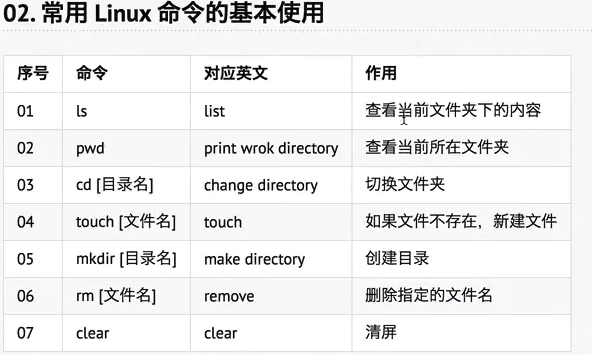 02. 常用 Linux 命令的基本使用
序号 命令 对应英文 作用
01 ls list 查看当前文件夹下的内容
02 pwd print wrok directory 查看当前所在文件夹
03 cd [目录名] change directory 切换文件夹
04 touch [文件名] touch 如果文件不存在，新建文件
05 mkdir [目录名] make directory 创建目录
06 rm [文件名] remove 删除指定的文件名
07 clear clear 清屏